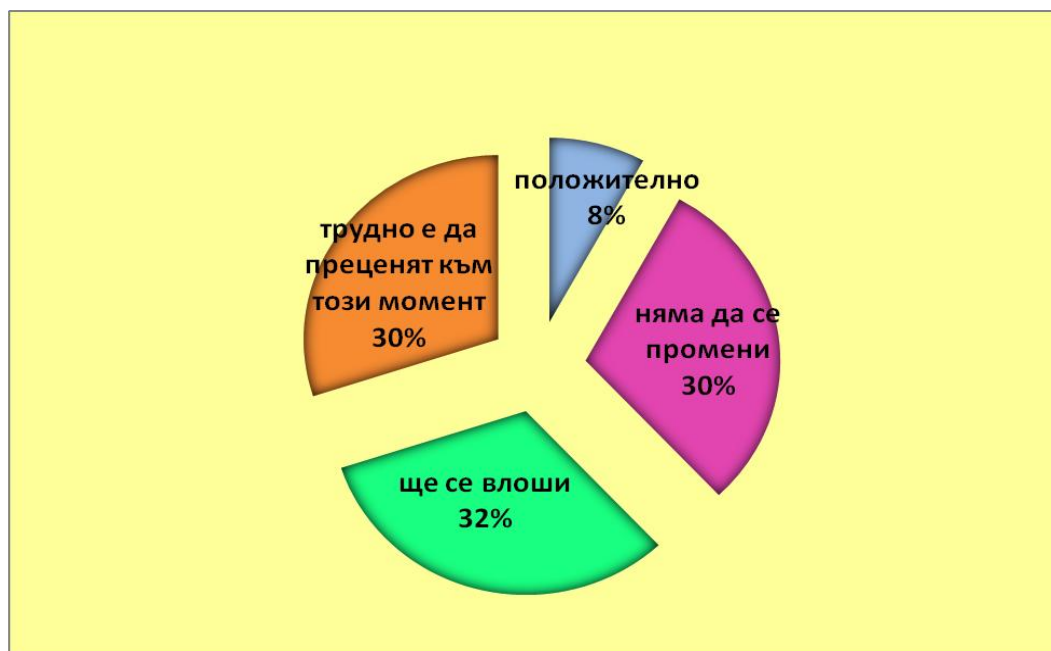 положително
8%
няма да се
промени
30%
ще се влоши
32%
трудно е да
преценят към
този момент
30%